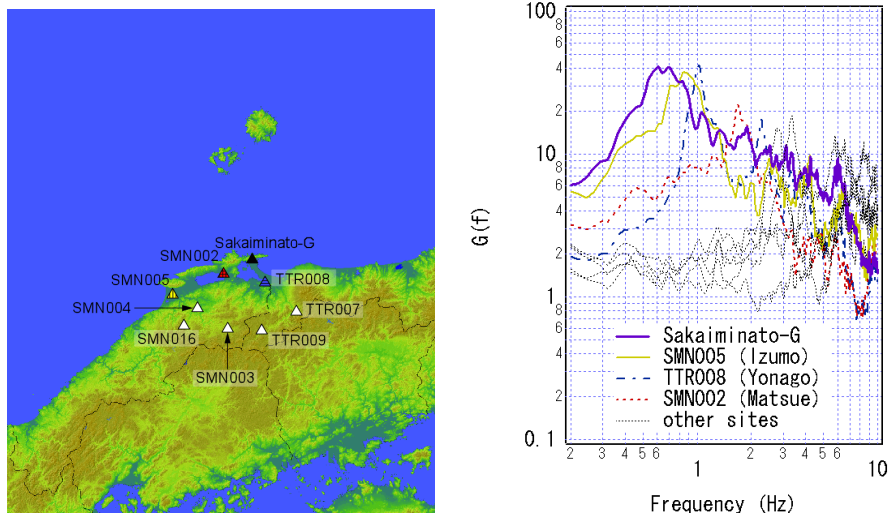 Sakaiminato-G
SMN002
SMN005
TTR008
SMN004
TTR007
SMN016
TTR009
SMN003
100
8
6
4
2
10
8
6
4
2
1
8
6
4
2
0.1
G(f)
Sakaiminato-G
SMN005 (Izumo)
TTR008 (Yonago)
SMN002 (Matsue)
other sites
2 3 4 5 6 1 2 3 4 5 6 10
Frequency (Hz)